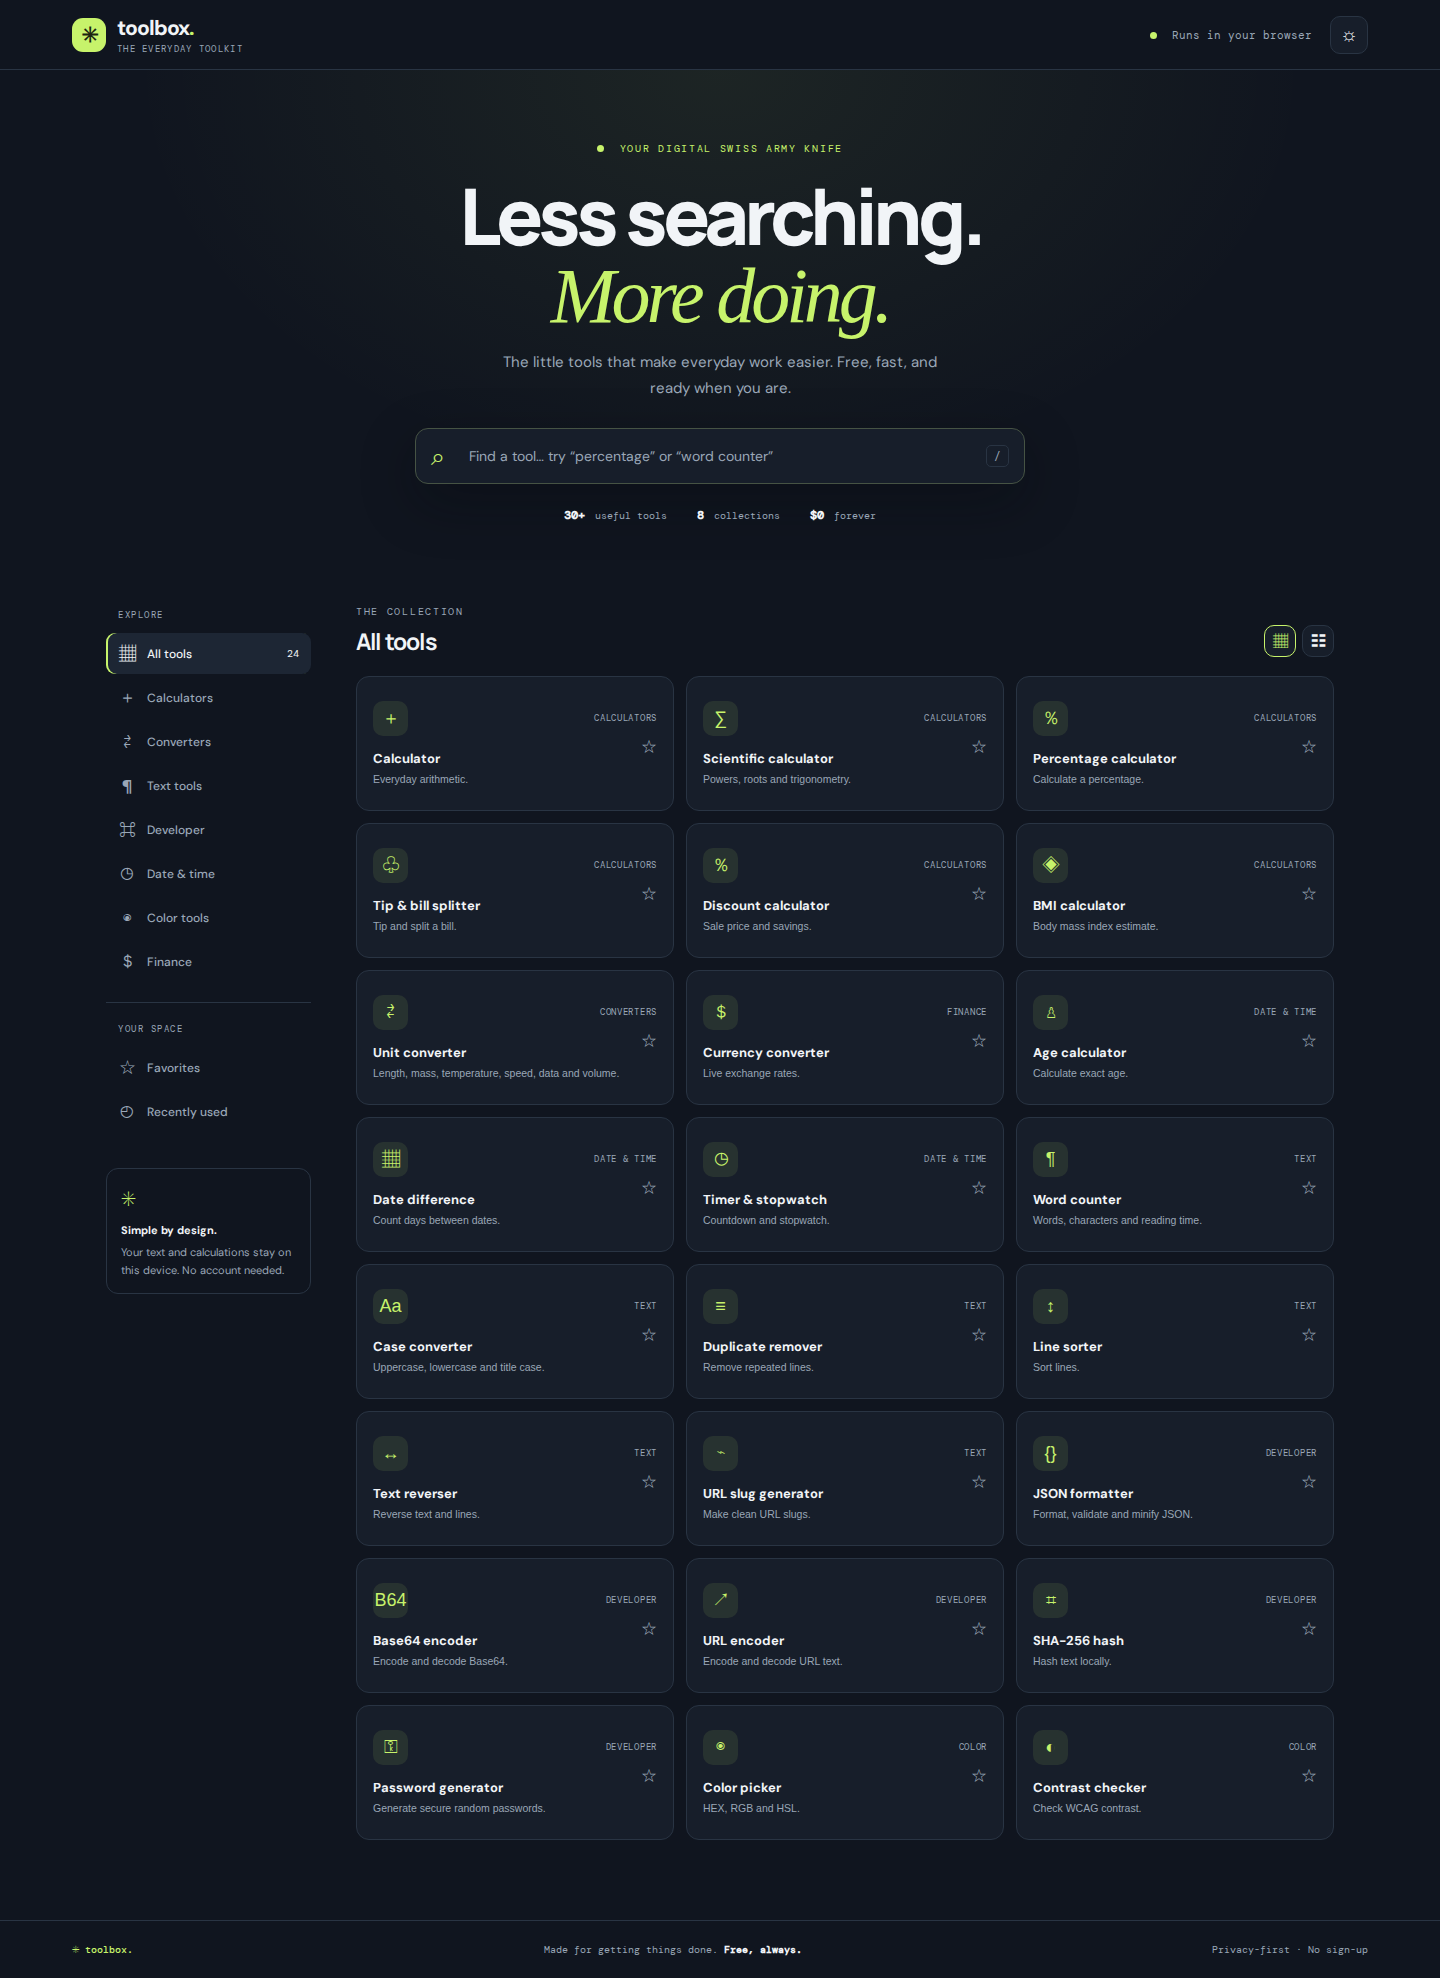 toolbox.
THE EVERYDAY TOOLKIT
Runs in your browser
YOUR DIGITAL SWISS ARMY KNIFE
Less searching.
More doing.
The little tools that make everyday work easier. Free, fast, and
ready when you are.
Find a tool… try “percentage” or “word counter”
/
30+ useful tools 8 collections $0 forever
EXPLORE
All tools 24
+ Calculators
Converters
¶ Text tools
⌘ Developer
Date & time
Color tools
$ Finance
YOUR SPACE
Favorites
Recently used
Simple by design.
Your text and calculations stay on
this device. No account needed.
THE COLLECTION
All tools
+ CALCULATORS
Calculator
Everyday arithmetic.
∑ CALCULATORS
Scientific calculator
Powers, roots and trigonometry.
% CALCULATORS
Percentage calculator
Calculate a percentage.
CALCULATORS
Tip & bill splitter
Tip and split a bill.
% CALCULATORS
Discount calculator
Sale price and savings.
CALCULATORS
BMI calculator
Body mass index estimate.
CONVERTERS
Unit converter
Length, mass, temperature, speed, data and volume.
$ FINANCE
Currency converter
Live exchange rates.
DATE & TIME
Age calculator
Calculate exact age.
DATE & TIME
Date difference
Count days between dates.
DATE & TIME
Timer & stopwatch
Countdown and stopwatch.
¶ TEXT
Word counter
Words, characters and reading time.
Aa TEXT
Case converter
Uppercase, lowercase and title case.
≡ TEXT
Duplicate remover
Remove repeated lines.
↕ TEXT
Line sorter
Sort lines.
↔ TEXT
Text reverser
Reverse text and lines.
TEXT
URL slug generator
Make clean URL slugs.
{} DEVELOPER
JSON formatter
Format, validate and minify JSON.
B64 DEVELOPER
Base64 encoder
Encode and decode Base64.
↗ DEVELOPER
URL encoder
Encode and decode URL text.
⌗ DEVELOPER
SHA-256 hash
Hash text locally.
DEVELOPER
Password generator
Generate secure random passwords.
COLOR
Color picker
HEX, RGB and HSL.
COLOR
Contrast checker
Check WCAG contrast.
toolbox.
Made for getting things done. Free, always.
Privacy-first · No sign-up